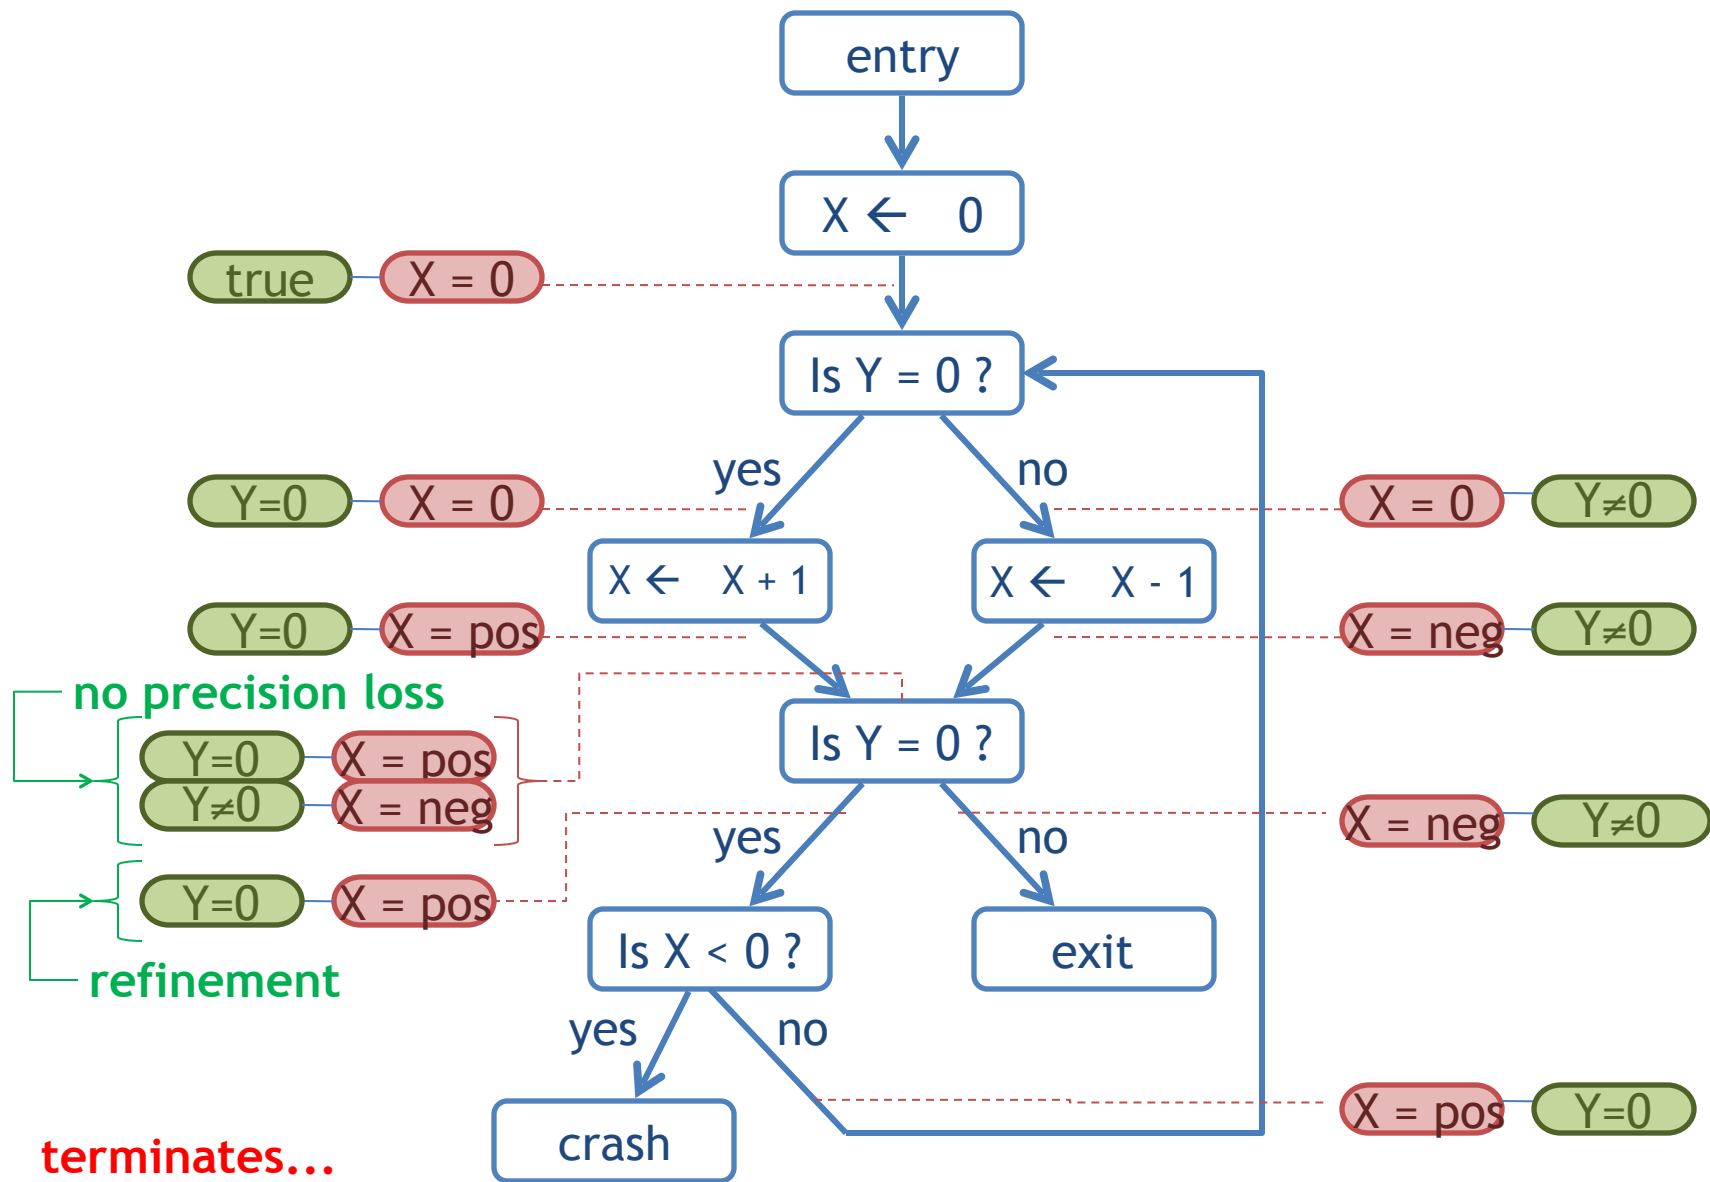 entry
X ← 0
true X = 0
Is Y = 0 ?
yes no
Y=0 X = 0 X = 0 Y≠0
X ← X + 1 X ← X - 1
Y=0 X = pos X = neg Y≠0
no precision loss
Y=0 X = pos Is Y = 0 ?
Y≠0 X = neg
yes no X = neg Y≠0
Y=0 X = pos
Is X < 0 ? exit
refinement
yes no
X = pos Y=0
crash
terminates...